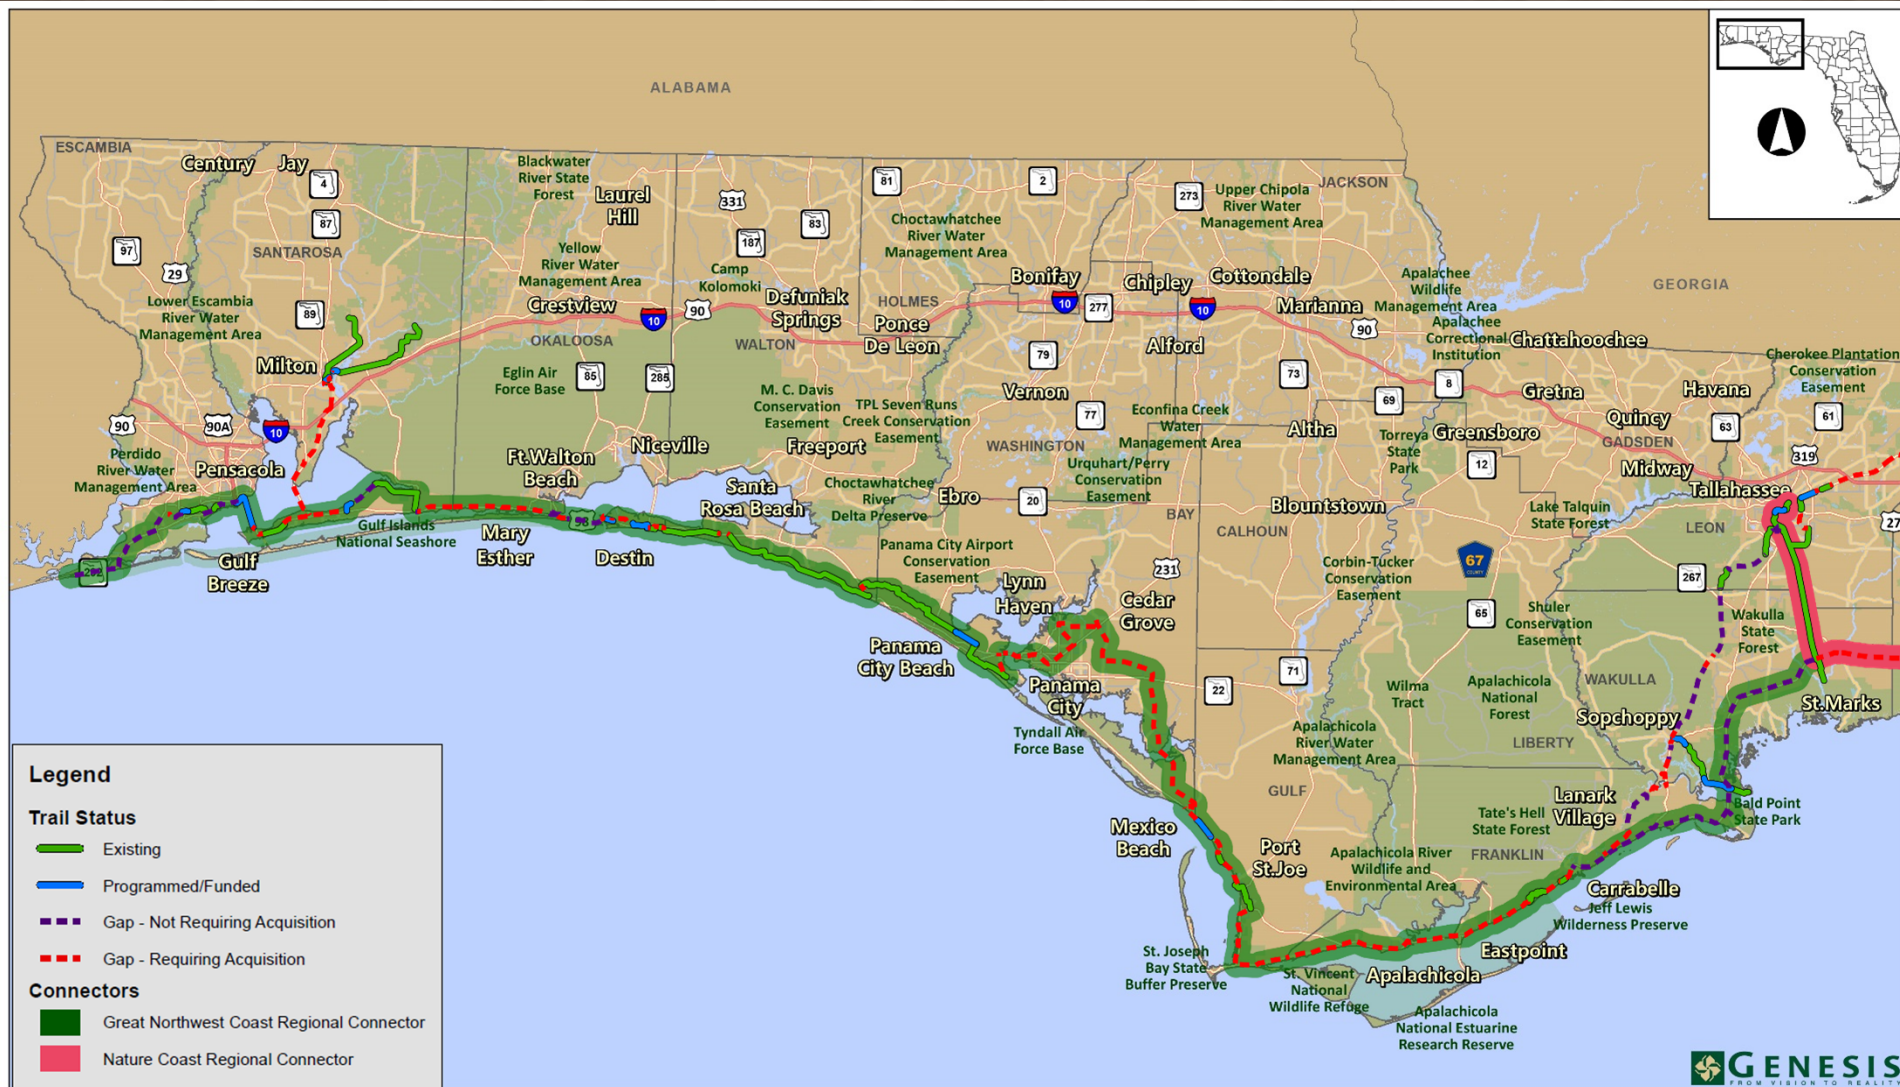 ALABAMA
ESCAMBIA
Century
Jay
4
87
SANTAROSA
97
29
Lower Escambia
River Water
Management Area
89
Milton
Blackwater
River State
Forest
Laurel
Hill
Yellow
River Water
Management Area
Crestview
10
OKALOOSA
331
187
83
Camp
Kolomoki
90
Defuniak
Springs
WALTON
81
Choctawhatchee
River Water
Management Area
HOLMES
Ponce
De Leon
2
Bonifay
10
277
Chipley
273
Upper Chipola
River Water
Management Area
JACKSON
Cottondale
10
Marianna
90
Apalachee
Wildlife
Management Area
Apalachee
Correctional
Institution
GEORGIA
Chattahoochee
Cherokee Plantation
Conservation
Easement
Eglin Air
Force Base
85
285
79
Alford
Vernon
77
73
69
8
Gretna
Havana
61
90
90A
10
Perdido
River Water
Management Area
Pensacola
M. C. Davis
Conservation
Easement
TPL Seven Runs
Creek Conservation
Easement
Freeport
WASHINGTON
Econfina Creek
Water
Management Area
Altha
Torreya
State
Park
Greensboro
Quincy
GADSDEN
63
319
Ft.Walton
Beach
Niceville
Santa
Rosa Beach
Choctawhatchee
River
Delta Preserve
Ebro
20
Urquhart/Perry
Conservation
Easement
BAY
12
Midway
Tallahassee
Blountstown
CALHOUN
Lake Talquin
State Forest
LEON
27
Gulf Islands
National Seashore
Mary
Esther
98
Destin
292
Gulf
Breeze
Panama City Airport
Conservation
Easement
Lynn
Haven
231
Cedar
Grove
Corbin-Tucker
Conservation
Easement
67
COUNTY
65
Shuler
Conservation
Easement
267
Wakulla
State
Forest
Panama
City Beach
Panama
City
22
71
Wilma
Tract
Apalachicola
National
Forest
WAKULLA
St.Marks
Tyndall Air
Force Base
Apalachicola
River Water
Management Area
Sopchoppy
LIBERTY
GULF
Mexico
Beach
Port
St.Joe
Tate's Hell
State Forest
Lanark
Village
Bald Point
State Park
Apalachicola River
Wildlife and
Environmental Area
FRANKLIN
Carrabelle
Jeff Lewis
Wilderness Preserve
St. Joseph
Bay State
Buffer Preserve
St. Vincent
National
Wildlife Refuge
Apalachicola
Eastpoint
Apalachicola
National Estuarine
Research Reserve
Legend
Trail Status
Existing
Programmed/Funded
Gap - Not Requiring Acquisition
Gap - Requiring Acquisition
Connectors
Great Northwest Coast Regional Connector
Nature Coast Regional Connector
GENESIS
FROM VISION TO REALITY